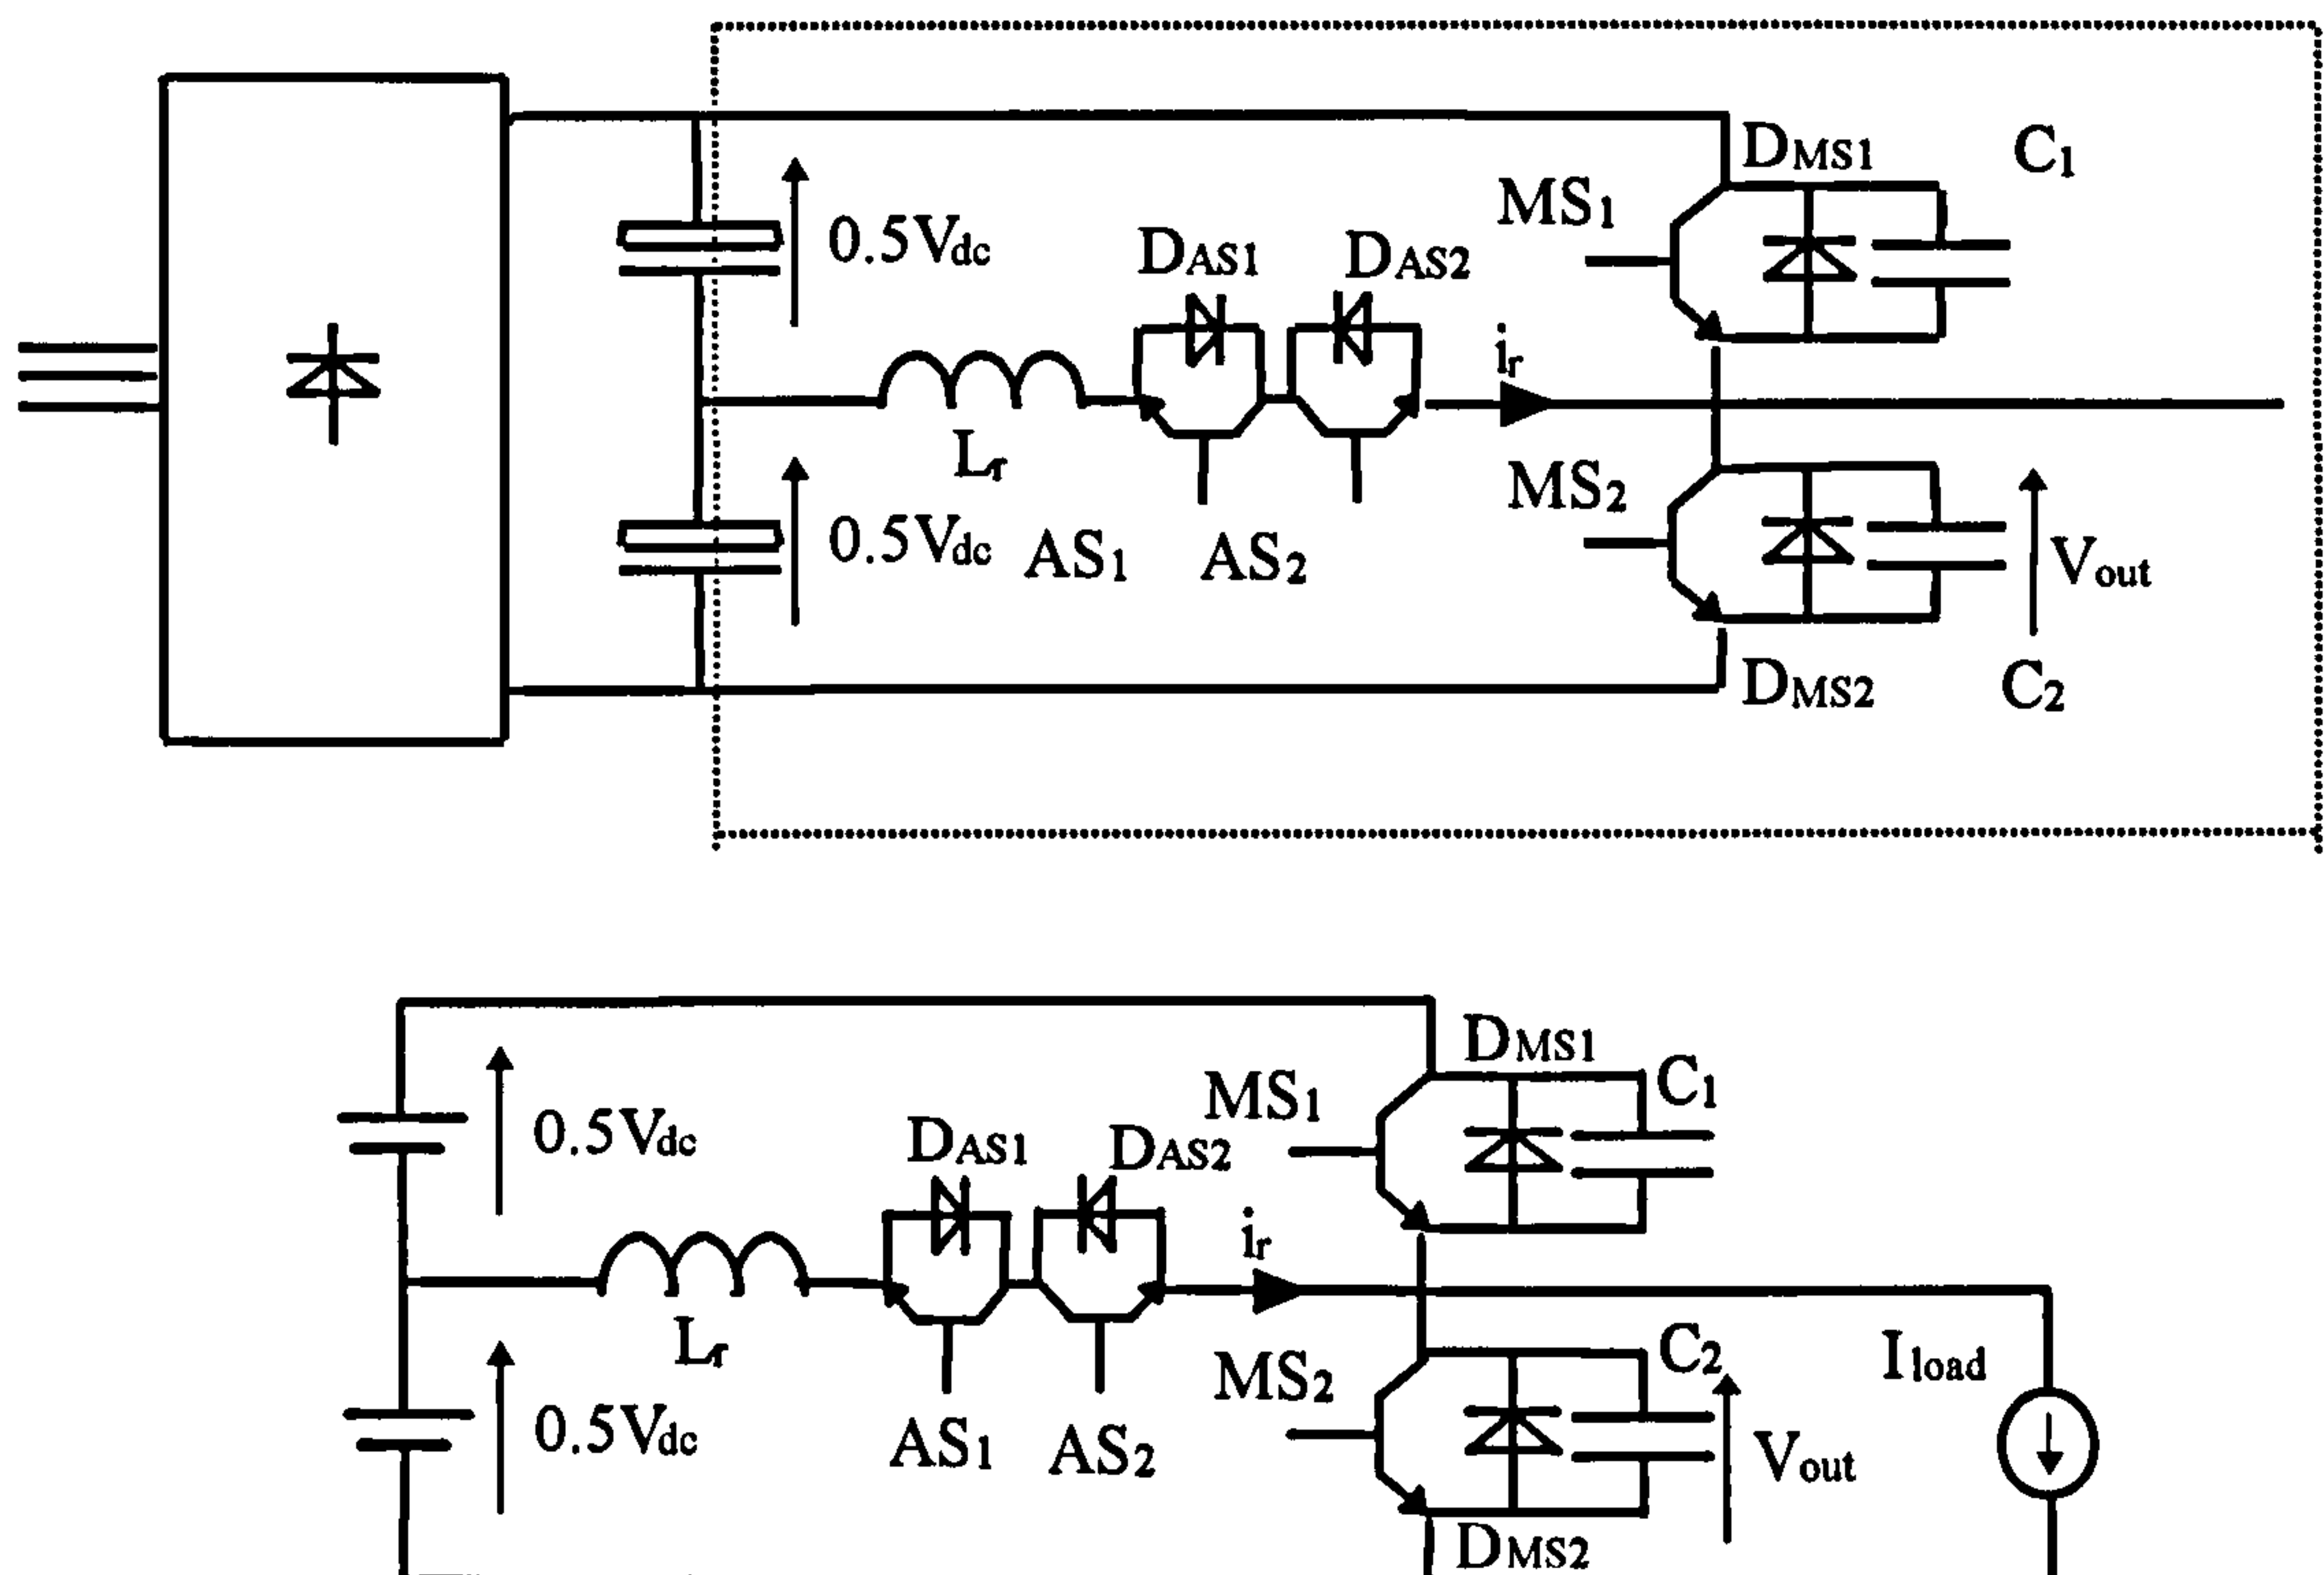 DMS1
C1
MS1
0.5Vdc
DAS1
DAS2
ir
Lr
MS2
0.5Vdc
AS1
AS2
Vout
DMS2
C2
DMS1
C1
MS1
0.5Vdc
DAS1
DAS2
ir
Lr
MS2
C2
Iload
0.5Vdc
AS1
AS2
Vout
DMS2